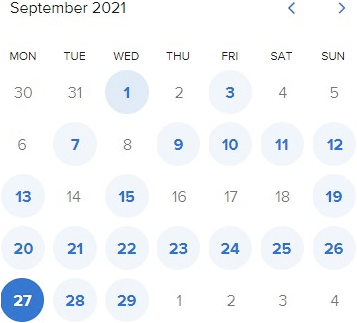 September 2021
MON TUE WED THU FRI SAT SUN
30 31 1 2 3 4 5
6 7 8 9 10 11 12
13 14 15 16 17 18 19
20 21 22 23 24 25 26
27 28 29 1 2 3 4